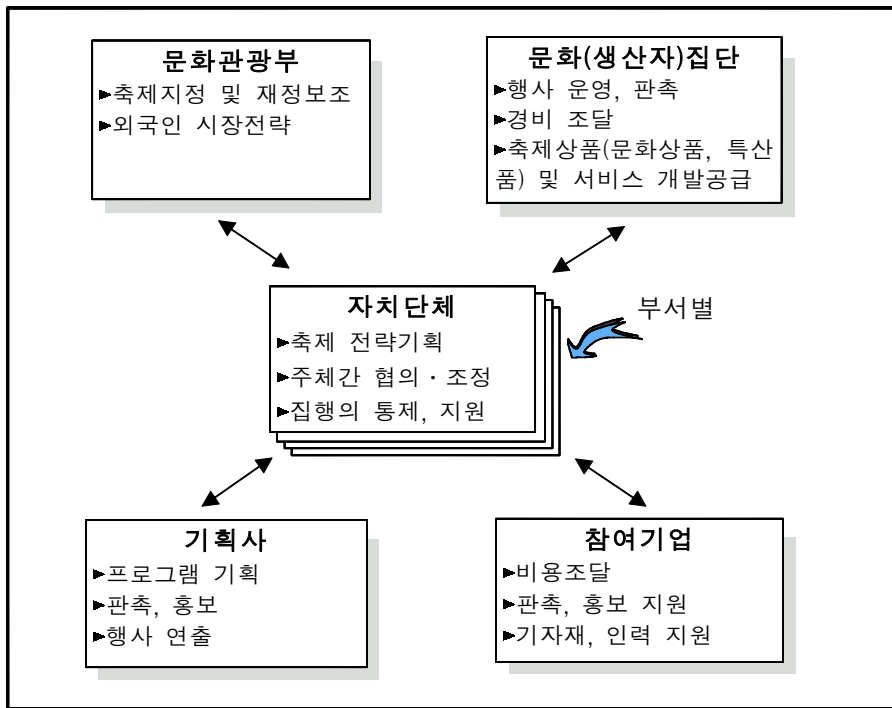 문화관광부
►축제지정 및 재정보조
►외국인 시장전략
문화(생산자)집단
►행사 운영, 판촉
►경비 조달
►축제상품(문화상품, 특산
품) 및 서비스 개발공급
자치단체
►축제 전략기획
►주체간 협의·조정
►집행의 통제, 지원
부서별
기획사
►프로그램 기획
►판촉, 홍보
►행사 연출
참여기업
►비용조달
►판촉, 홍보 지원
►기자재, 인력 지원